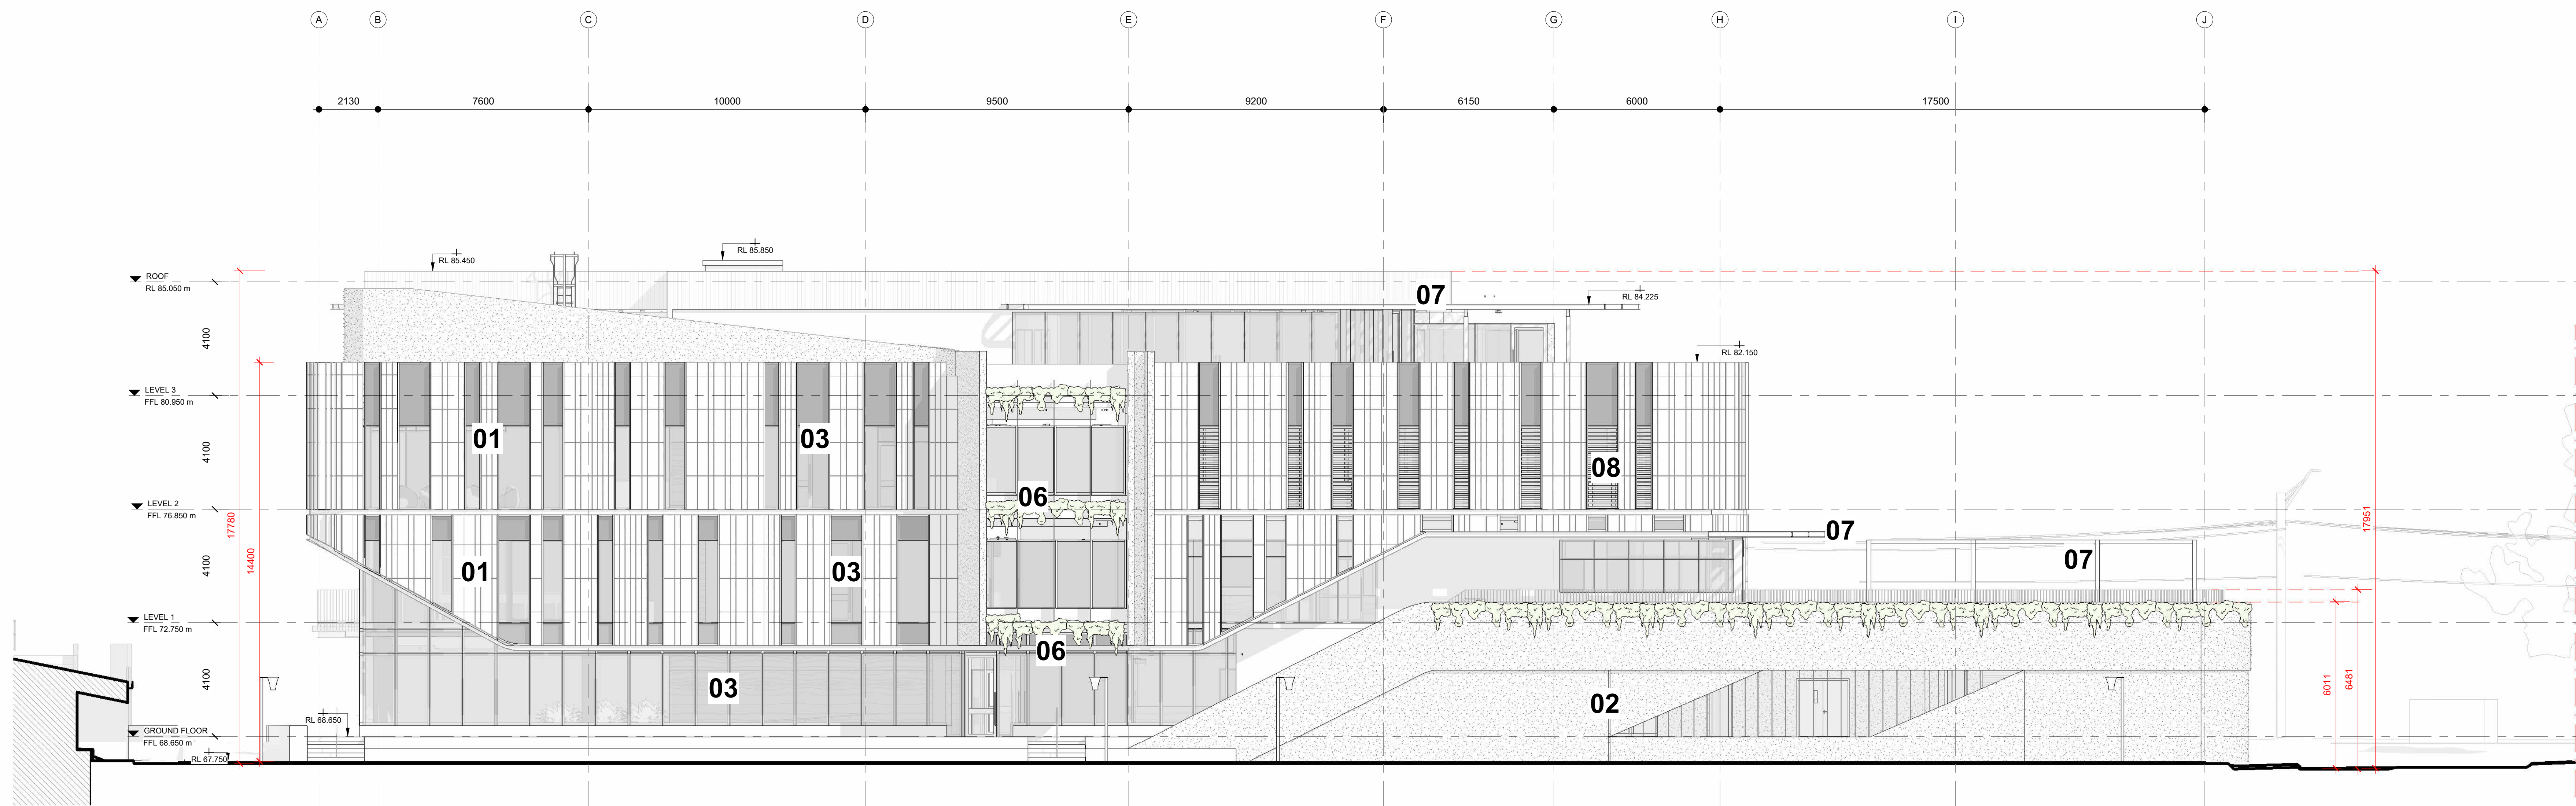 A B C D E F G H I J
2130 7600 10000 9500 9200 6150 6000 17500
RL 85.850
RL 85.450
ROOF
RL 85.050 m
07
RL 84.225
4100
RL 82.150
LEVEL 3
FFL 80.950 m
01
03
08
4100
06
LEVEL 2
FFL 76.850 m
17780
14400
17951
07
07
4100
01
03
LEVEL 1
FFL 72.750 m
06
4100
03
02
6011
6481
RL 68.650
GROUND FLOOR
FFL 68.650 m
RL 67.750